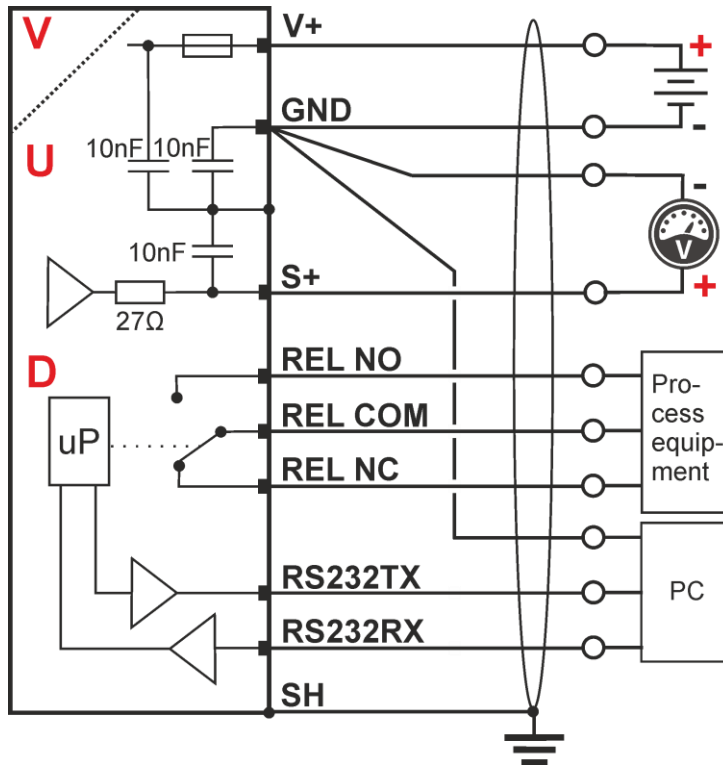 V
V+
+
GND
-
10nF 10nF
U
-
10nF
V
S+
+
27Ω
REL NO
D
Pro-
cess
equip-
ment
REL COM
uP
REL NC
RS232TX
PC
RS232RX
SH